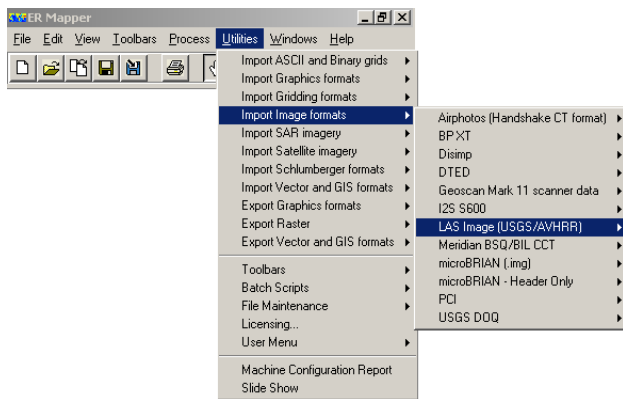 ER Mapper
File Edit View Toolbars Process Utilities Windows Help
Import ASCII and Binary grids
Import Graphics formats
Import Gridding formats
Import Image formats
Import SAR imagery
Import Satellite imagery
Import Schlumberger formats
Import Vector and GIS formats
Export Graphics formats
Export Raster
Export Vector and GIS formats
Toolbars
Batch Scripts
File Maintenance
Licensing...
User Menu
Machine Configuration Report
Slide Show
Airphotos (Handshake CT format)
BP XT
Disimp
DTED
Geoscan Mark 11 scanner data
I2S S600
LAS Image (USGS/AVHRR)
Meridian BSQ/BIL CCT
microBRIAN (.img)
microBRIAN - Header Only
PCI
USGS DOQ